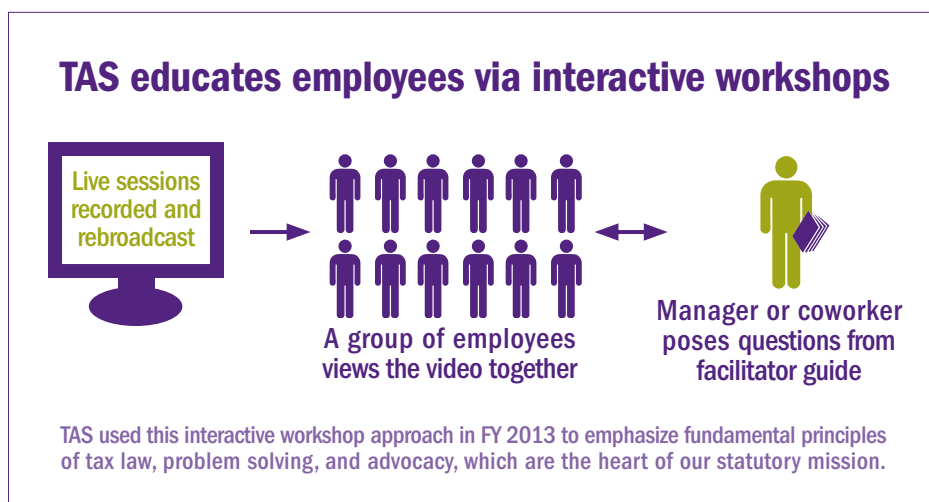 TAS educates employees via interactive workshops
Live sessions
recorded and
rebroadcast
A group of employees
views the video together
Manager or coworker
poses questions from
facilitator guide
TAS used this interactive workshop approach in FY 2013 to emphasize fundamental principles
of tax law, problem solving, and advocacy, which are the heart of our statutory mission.